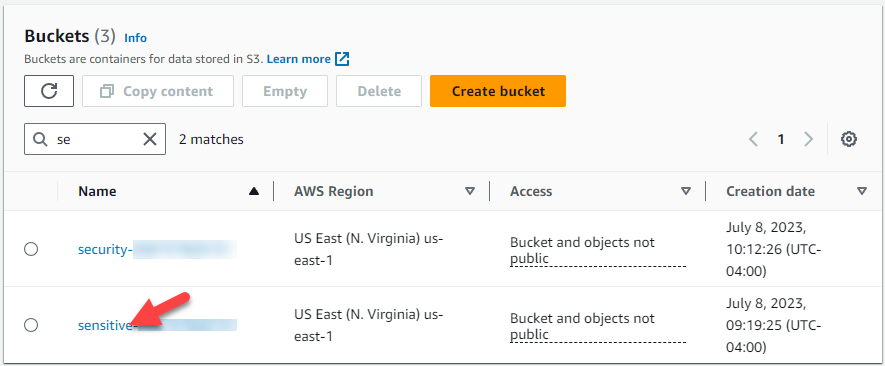 Buckets (3) Info
Buckets are containers for data stored in S3. Learn more
Copy content Empty Delete Create bucket
se 2 matches 1
Name AWS Region Access Creation date
security- US East (N. Virginia) us-east-1 Bucket and objects not public July 8, 2023, 10:12:26 (UTC-04:00)
sensitive- US East (N. Virginia) us-east-1 Bucket and objects not public July 8, 2023, 09:19:25 (UTC-04:00)